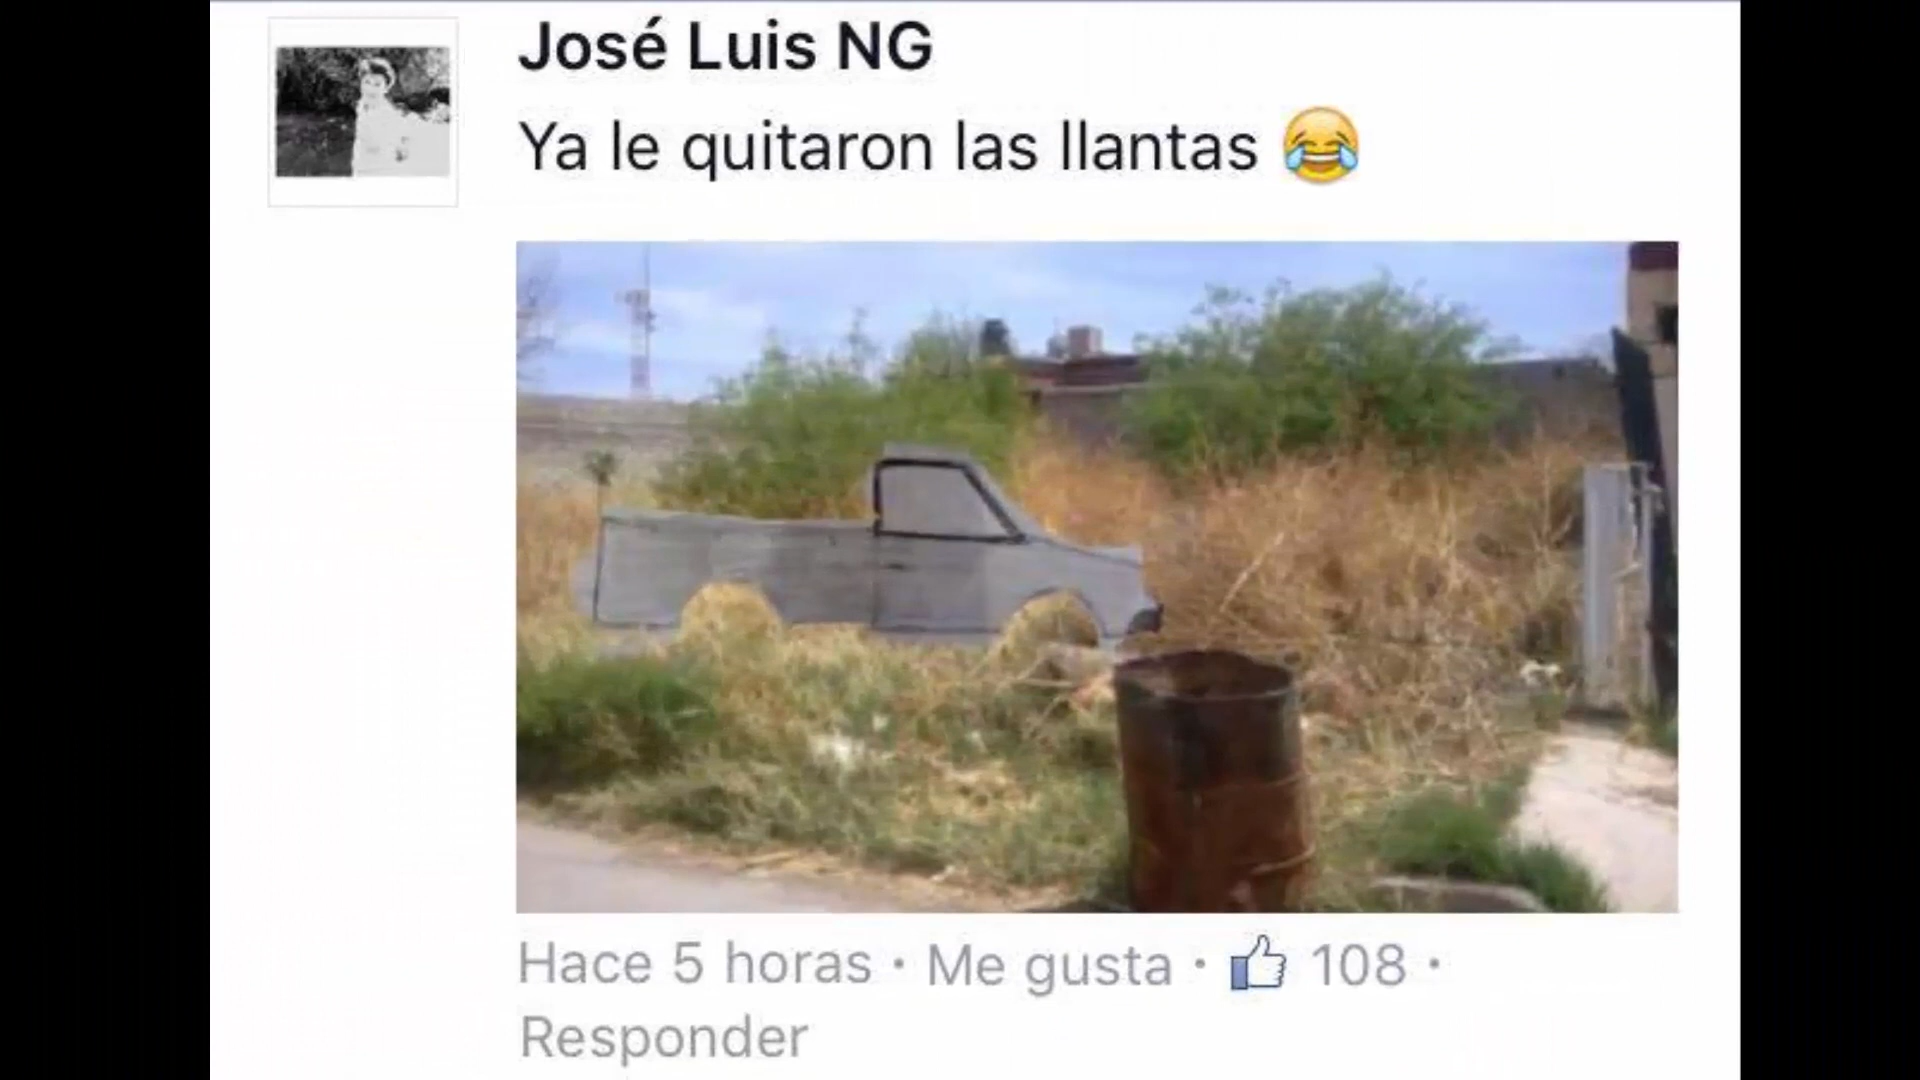 José Luis NG
Ya le quitaron las llantas 😂
Hace 5 horas · Me gusta · 108 ·
Responder